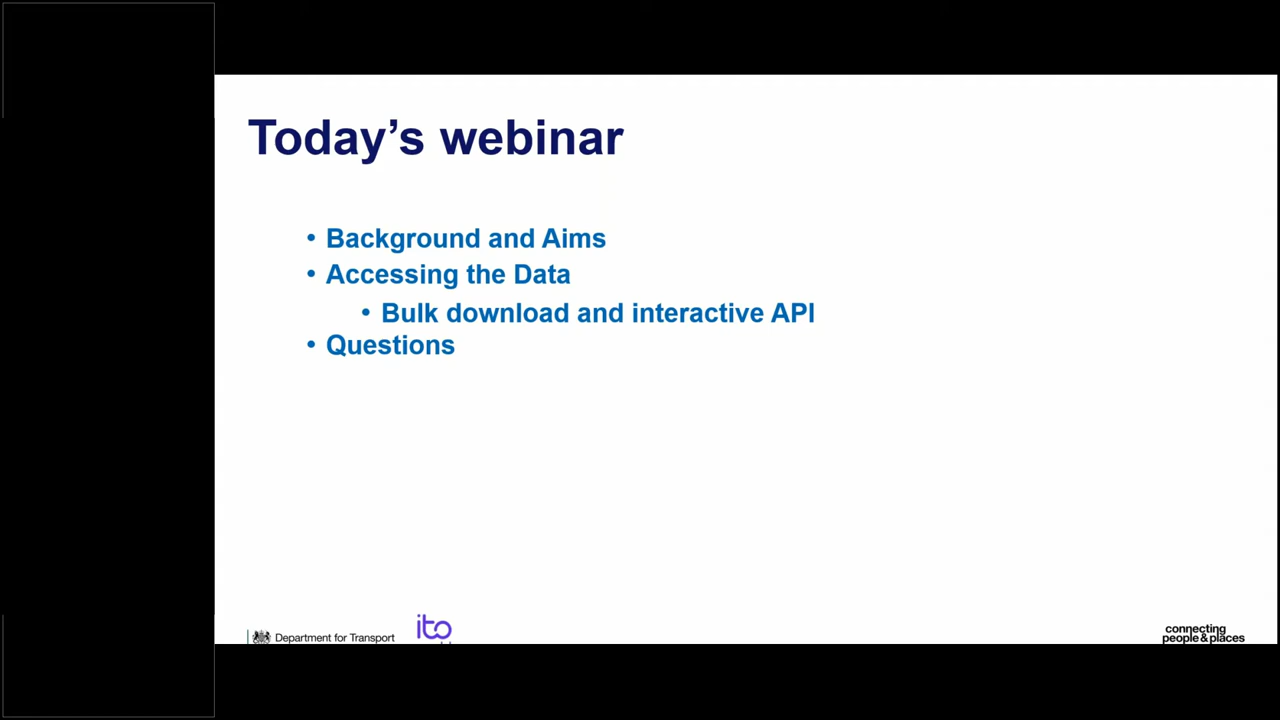 Today’s webinar
• Background and Aims
• Accessing the Data
• Bulk download and interactive API
• Questions
Department for Transport
ito
connecting
people&places